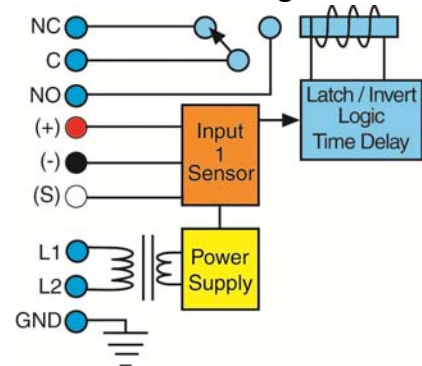 NC
C
NO
(+)
(-)
(S)
Input
1
Sensor
Latch / Invert
Logic
Time Delay
L1
L2
GND
Power
Supply